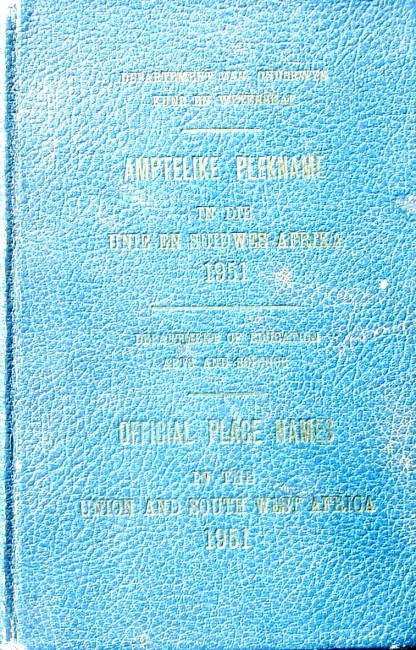 DEPARTEMENT VAN ONDERWYS
KUNS EN WETENSKAP
AMPTELIKE PLEKNAME
IN DIE
UNIE EN SUIDWES AFRIKA
1951
DEPARTMENT OF EDUCATION
ARTS AND SCIENCE
OFFICIAL PLACE NAMES
IN THE
UNION AND SOUTH WEST AFRICA
1951